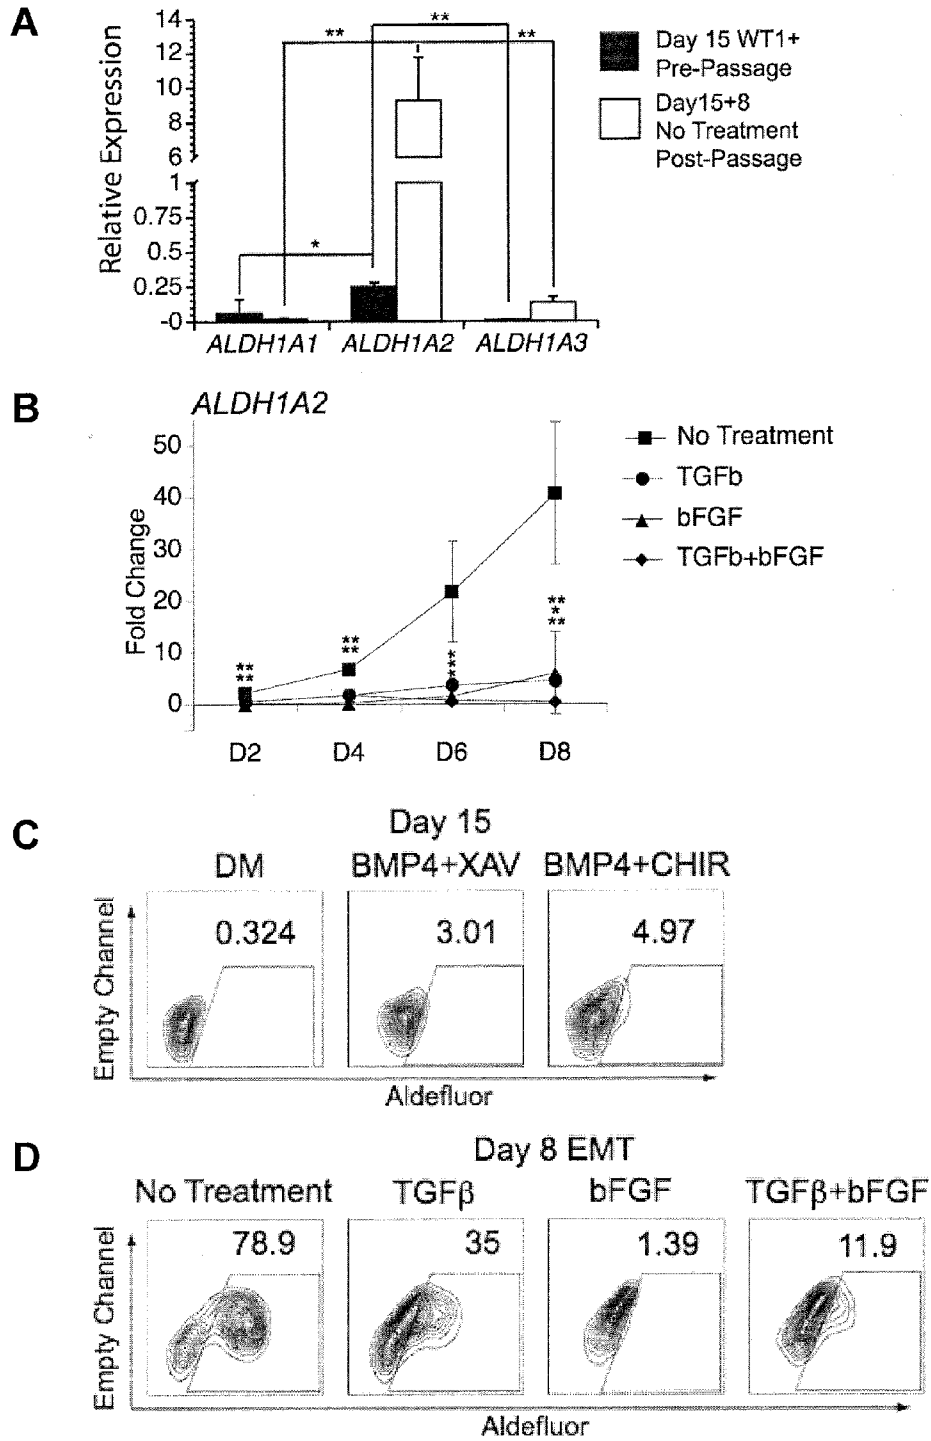 A
Relative Expression
14
12
10
8
6
1
0.75
0.5
0.25
-0
**
**
**
*
ALDH1A1 ALDH1A2 ALDH1A3
Day 15 WT1+
Pre-Passage
Day15+8
No Treatment
Post-Passage
B
ALDH1A2
Fold Change
50
40
30
20
10
0
**
**
**
**
***
**
*
**
D2 D4 D6 D8
No Treatment
TGFb
bFGF
TGFb+bFGF
C
Day 15
DM BMP4+XAV BMP4+CHIR
0.324 3.01 4.97
Empty Channel
Aldefluor
D
Day 8 EMT
No Treatment TGFβ bFGF TGFβ+bFGF
78.9 35 1.39 11.9
Empty Channel
Aldefluor